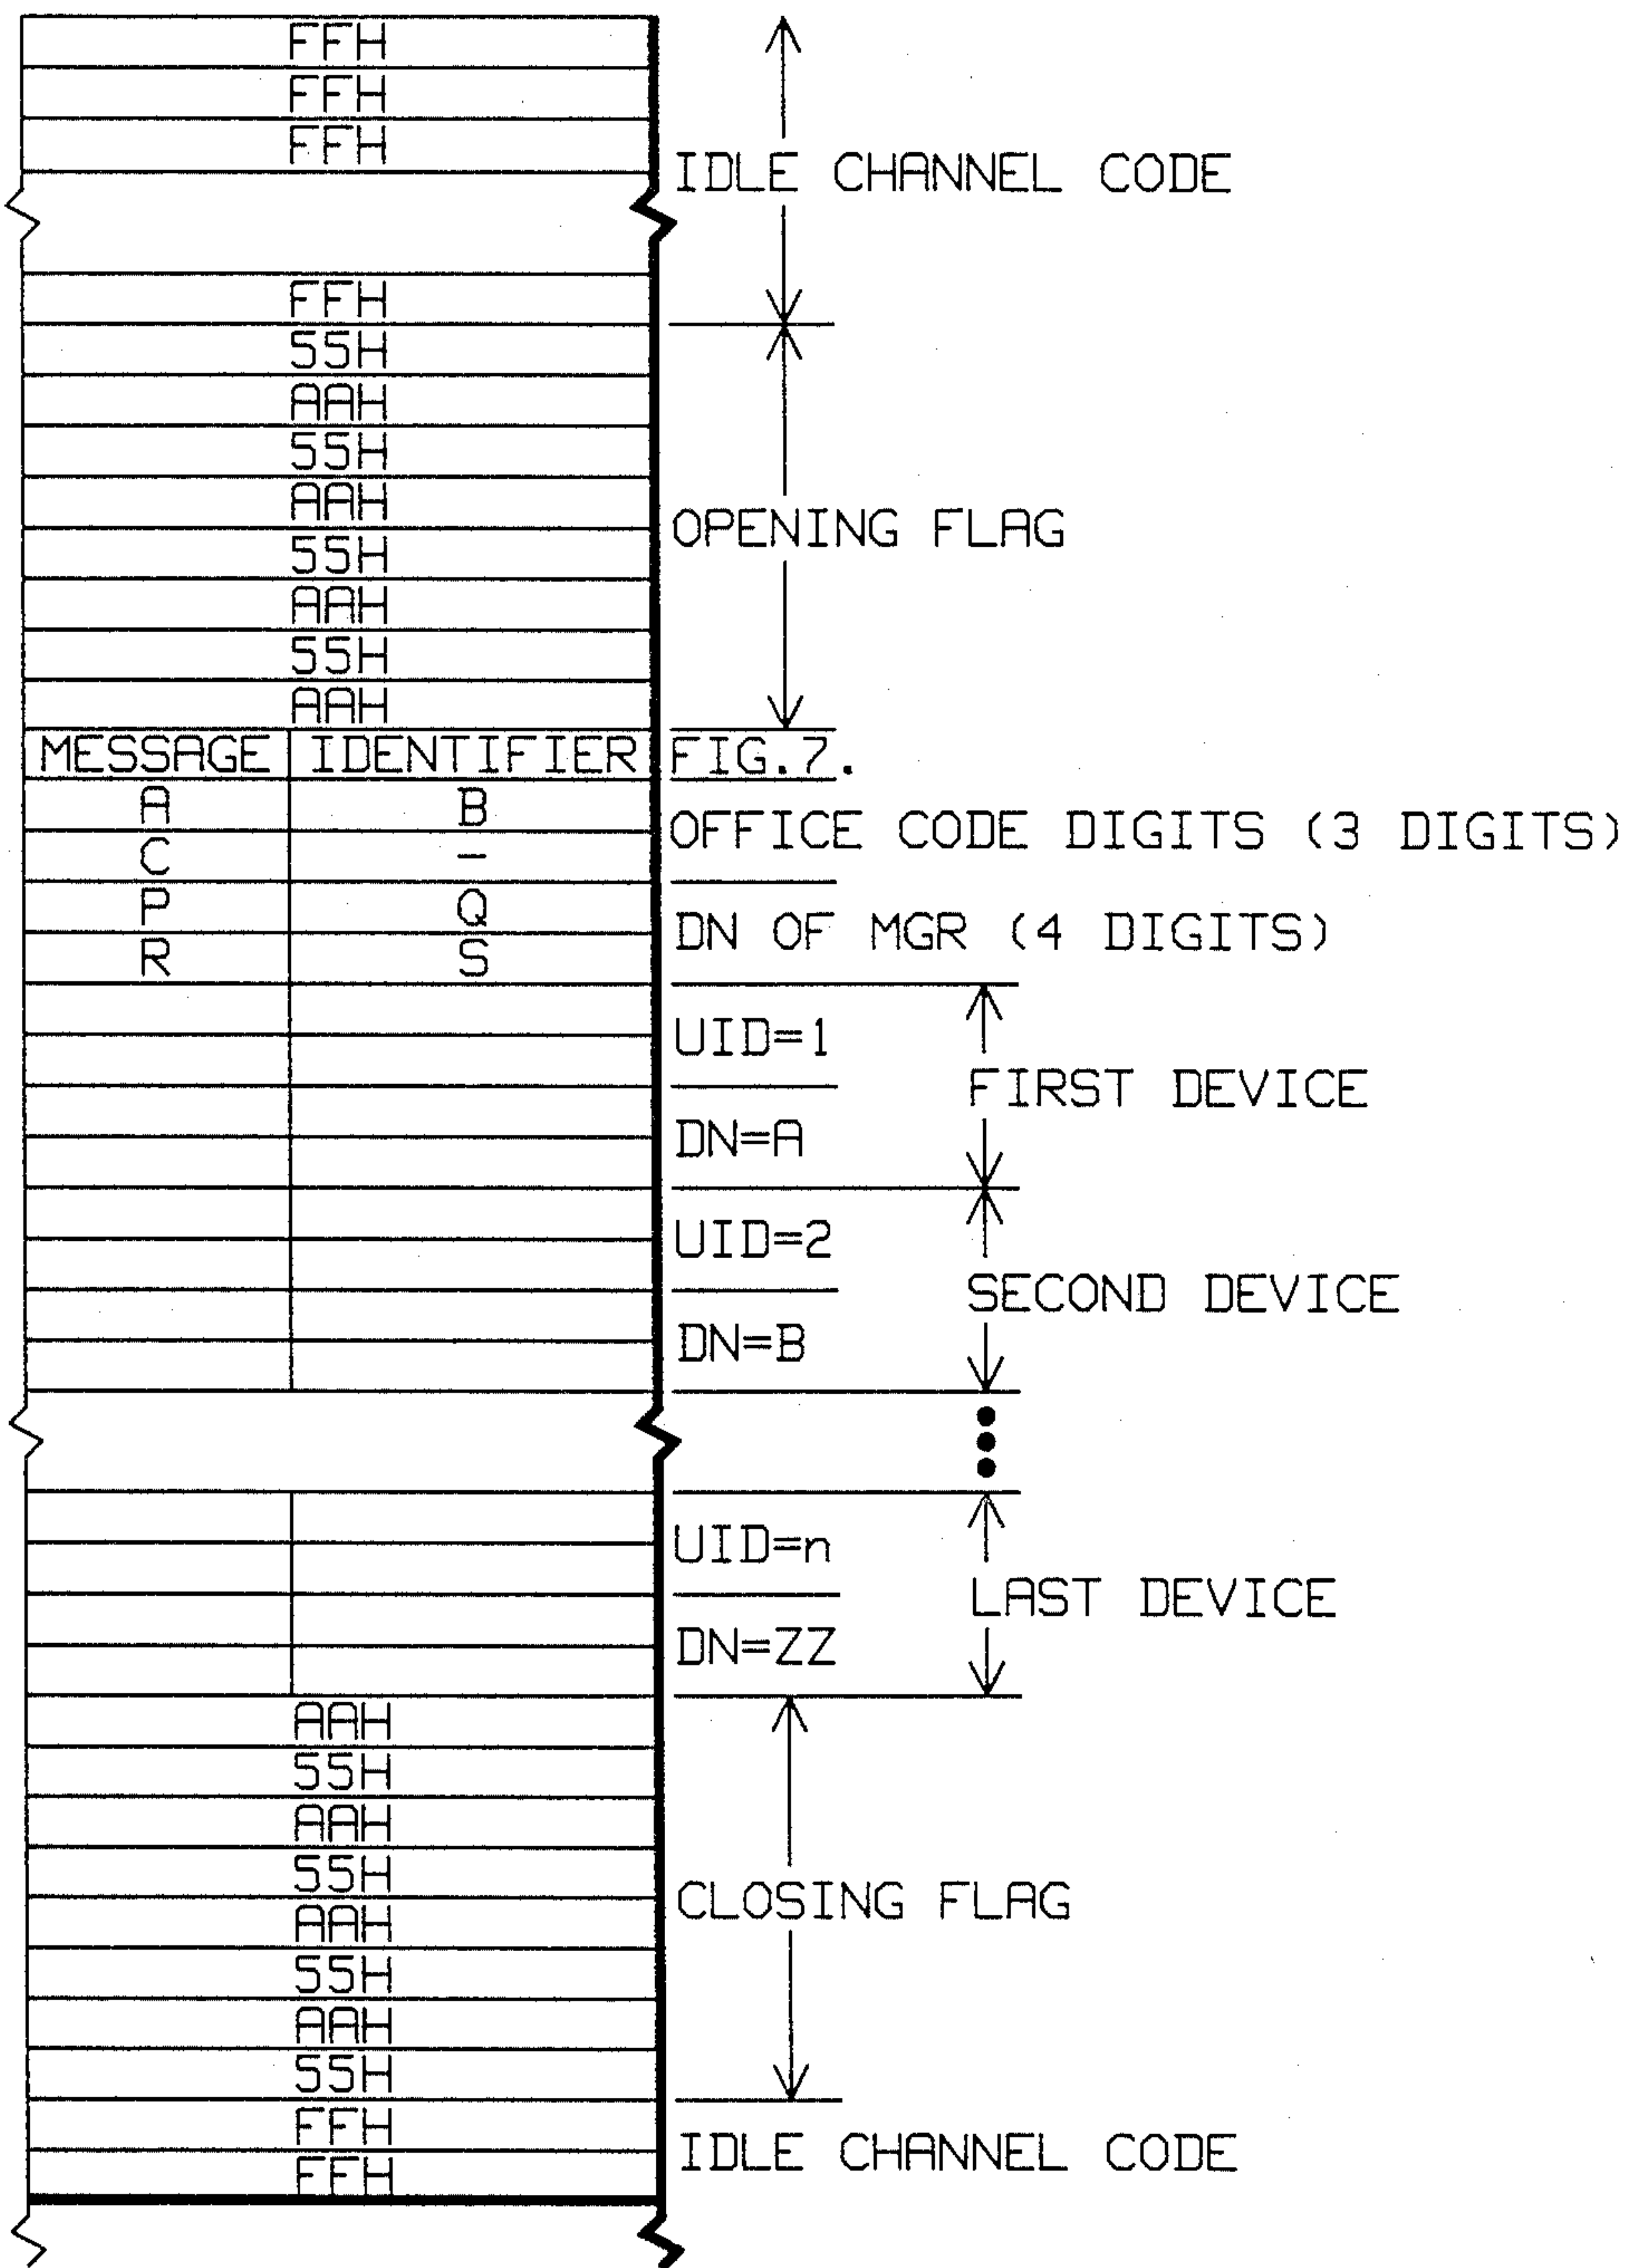 FFH
FFH
FFH
IDLE CHANNEL CODE
FFH
55H
AAH
55H
AAH
OPENING FLAG
55H
AAH
55H
AAH
MESSAGE IDENTIFIER FIG.7.
A B
OFFICE CODE DIGITS (3 DIGITS)
C -
P Q
DN OF MGR (4 DIGITS)
R S
UID=1
FIRST DEVICE
DN=A
UID=2
SECOND DEVICE
DN=B
UID=n
LAST DEVICE
DN=ZZ
AAH
55H
AAH
55H
CLOSING FLAG
AAH
55H
AAH
55H
FFH
IDLE CHANNEL CODE
FFH